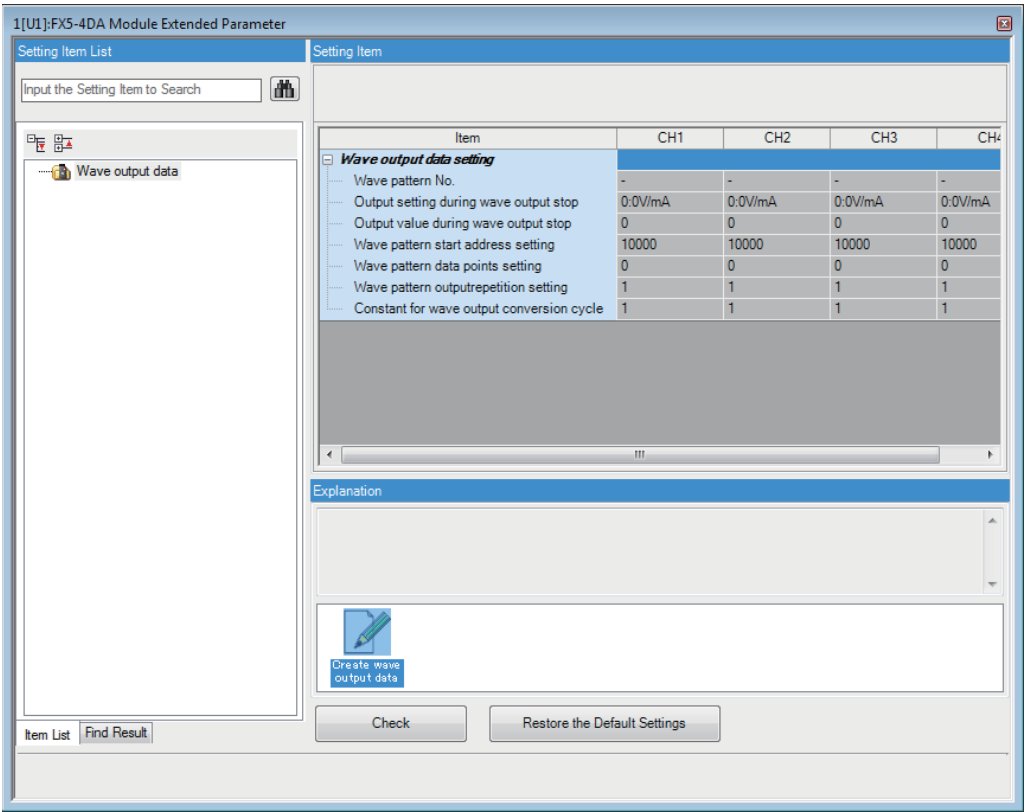 1[U1]:FX5-4DA Module Extended Parameter
Setting Item List
Input the Setting Item to Search
Wave output data
Item List
Find Result
Setting Item
Item CH1 CH2 CH3 CH4
Wave output data setting
Wave pattern No. - - - -
Output setting during wave output stop 0:0V/mA 0:0V/mA 0:0V/mA 0:0V/mA
Output value during wave output stop 0 0 0 0
Wave pattern start address setting 10000 10000 10000 10000
Wave pattern data points setting 0 0 0 0
Wave pattern outputrepetition setting 1 1 1 1
Constant for wave output conversion cycle 1 1 1 1
Explanation
Create wave
output data
Check
Restore the Default Settings